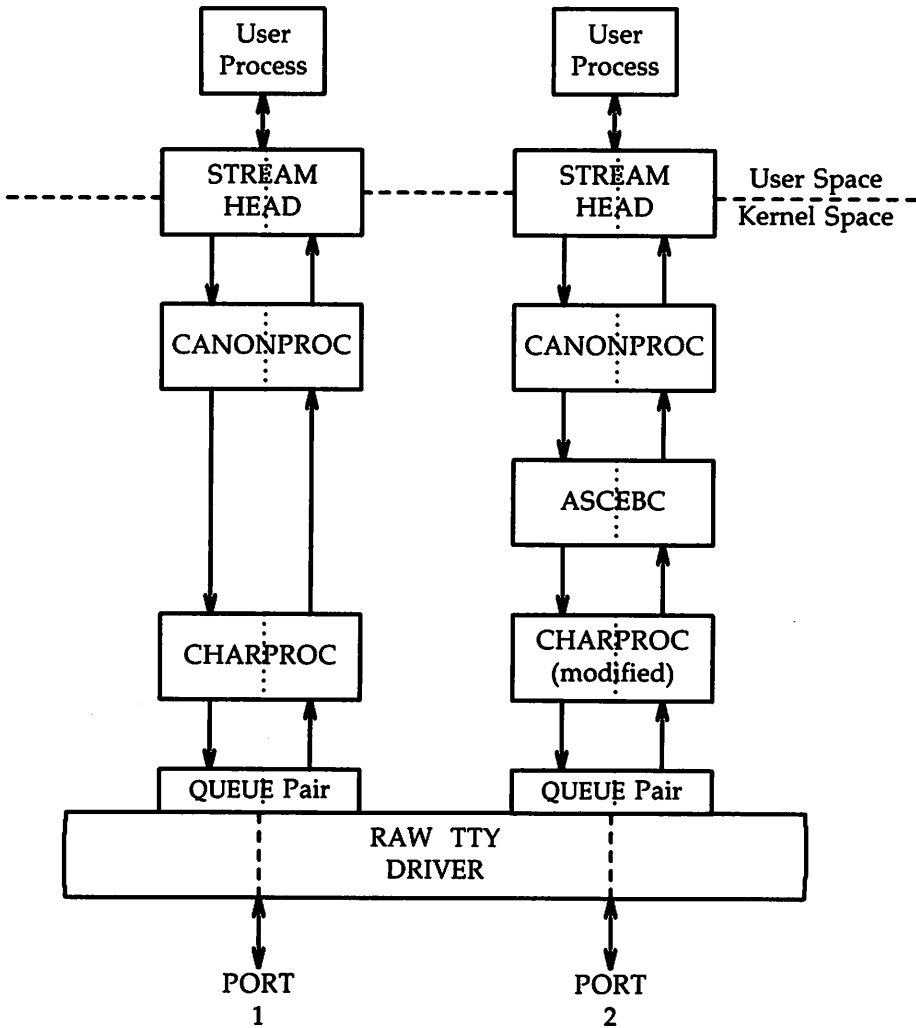 User
Process
User
Process
STREAM
HEAD
STREAM
HEAD
User Space
Kernel Space
CANONPROC
CANONPROC
ASCEBC
CHARPROC
CHARPROC
(modified)
QUEUE Pair
QUEUE Pair
RAW TTY
DRIVER
PORT
1
PORT
2